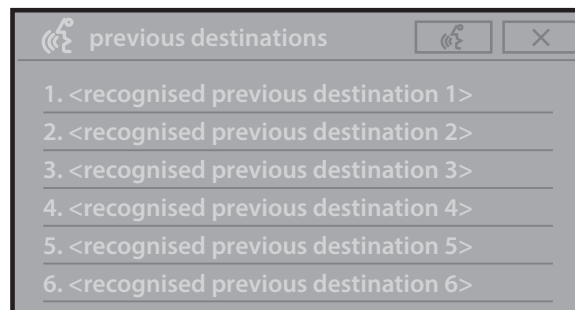 previous destinations
1. <recognised previous destination 1>
2. <recognised previous destination 2>
3. <recognised previous destination 3>
4. <recognised previous destination 4>
5. <recognised previous destination 5>
6. <recognised previous destination 6>